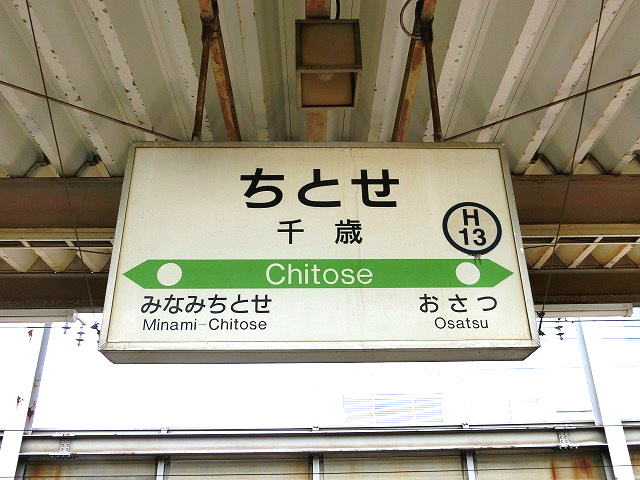 ちとせ
千歳
H
13
Chitose
みなみちとせ
Minami-Chitose
おさつ
Osatsu